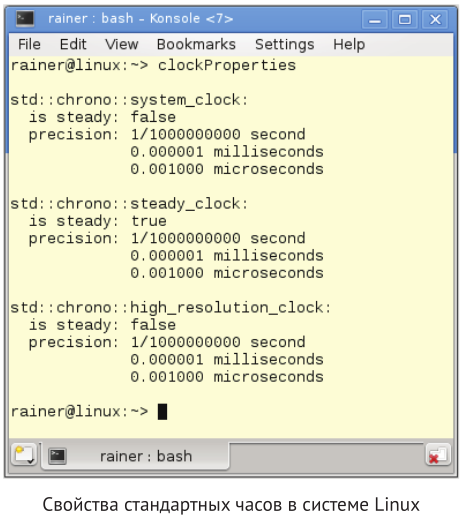 rainer : bash – Konsole <7>
File Edit View Bookmarks Settings Help
rainer@linux:~> clockProperties
std::chrono::system_clock:
  is steady: false
  precision: 1/1000000000 second
             0.000001 milliseconds
             0.001000 microseconds
std::chrono::steady_clock:
  is steady: true
  precision: 1/1000000000 second
             0.000001 milliseconds
             0.001000 microseconds
std::chrono::high_resolution_clock:
  is steady: false
  precision: 1/1000000000 second
             0.000001 milliseconds
             0.001000 microseconds
rainer@linux:~>
rainer : bash
Свойства стандартных часов в системе Linux